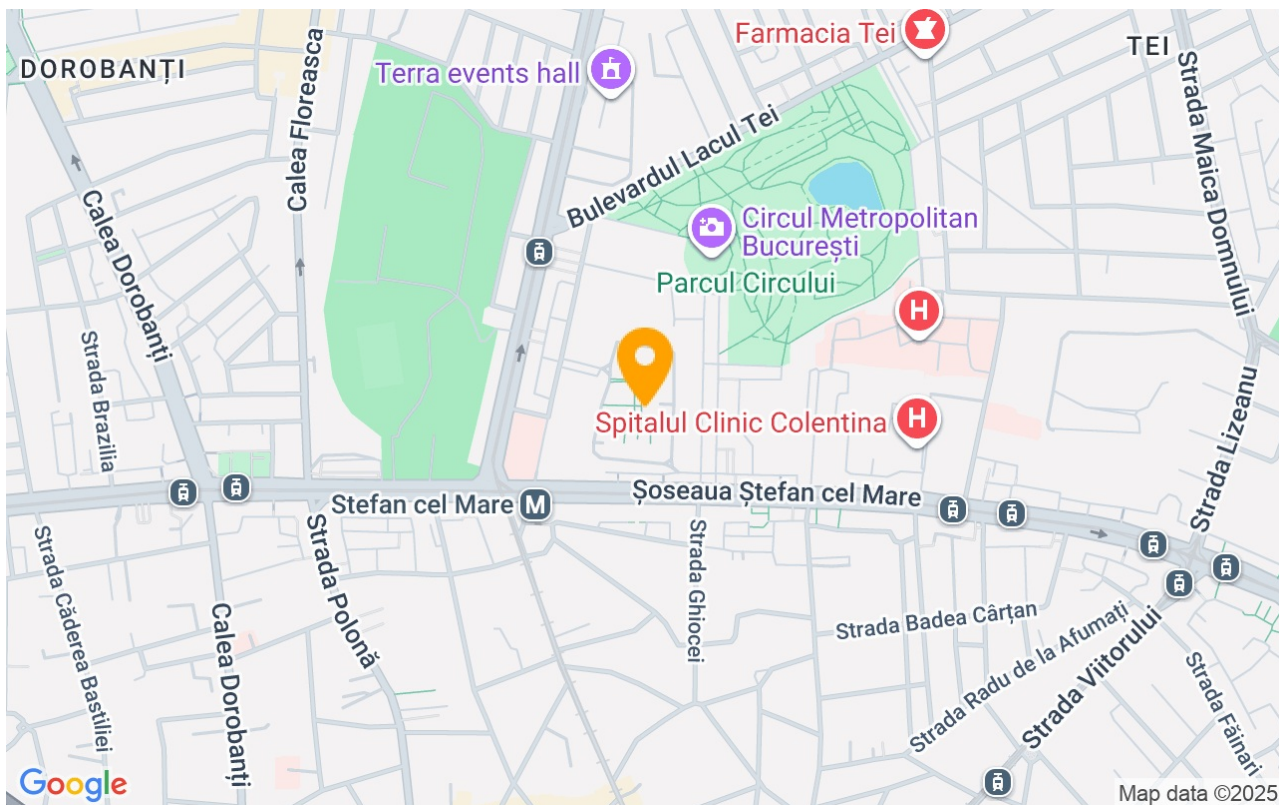 Farmacia Tei
TEI
DOROBANȚI
Terra events hall
Calea Floreasca
Strada Maica Domnului
Bulevardul Lacul Tei
Calea Dorobanți
Circul Metropolitan
București
Parcul Circului
H
Strada Brazilia
Spitalul Clinic Colentina
H
Strada Lizeanu
Ștefan cel Mare
M
Șoseaua Ștefan cel Mare
Strada Căderea Bastiliei
Strada Polonă
Strada Ghiocei
Calea Dorobanți
Strada Badea Cârțan
Strada Radu de la Afumați
Strada Viitorului
Strada Făinari
Google
Map data ©2025